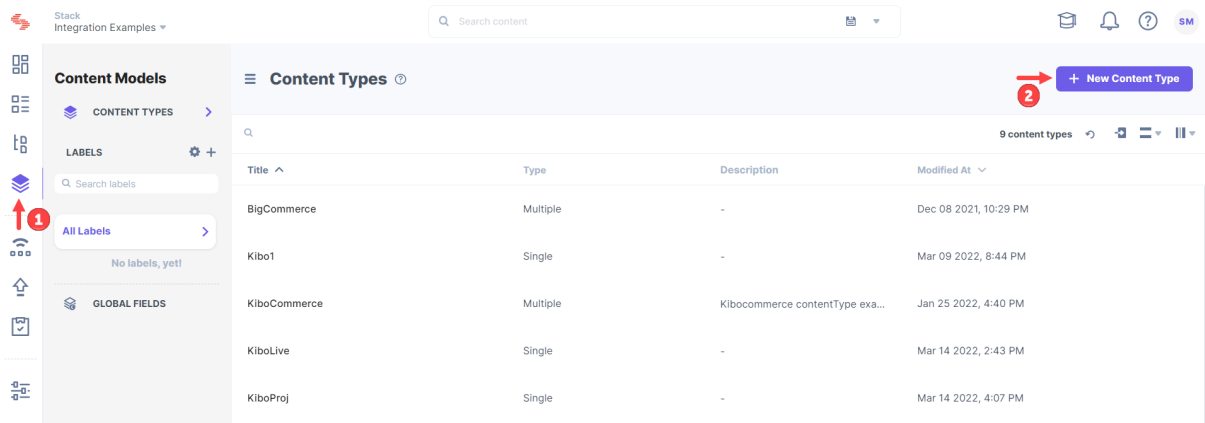 Stack
Integration Examples
Search content
SM
Content Models
CONTENT TYPES
LABELS
Search labels
1
All Labels
No labels, yet!
GLOBAL FIELDS
Content Types
2
New Content Type
9 content types
Title Type Description Modified At
BigCommerce Multiple - Dec 08 2021, 10:29 PM
Kibo1 Single - Mar 09 2022, 8:44 PM
KiboCommerce Multiple Kibocommerce contentType exa... Jan 25 2022, 4:40 PM
KiboLive Single - Mar 14 2022, 2:43 PM
KiboProj Single - Mar 14 2022, 4:07 PM